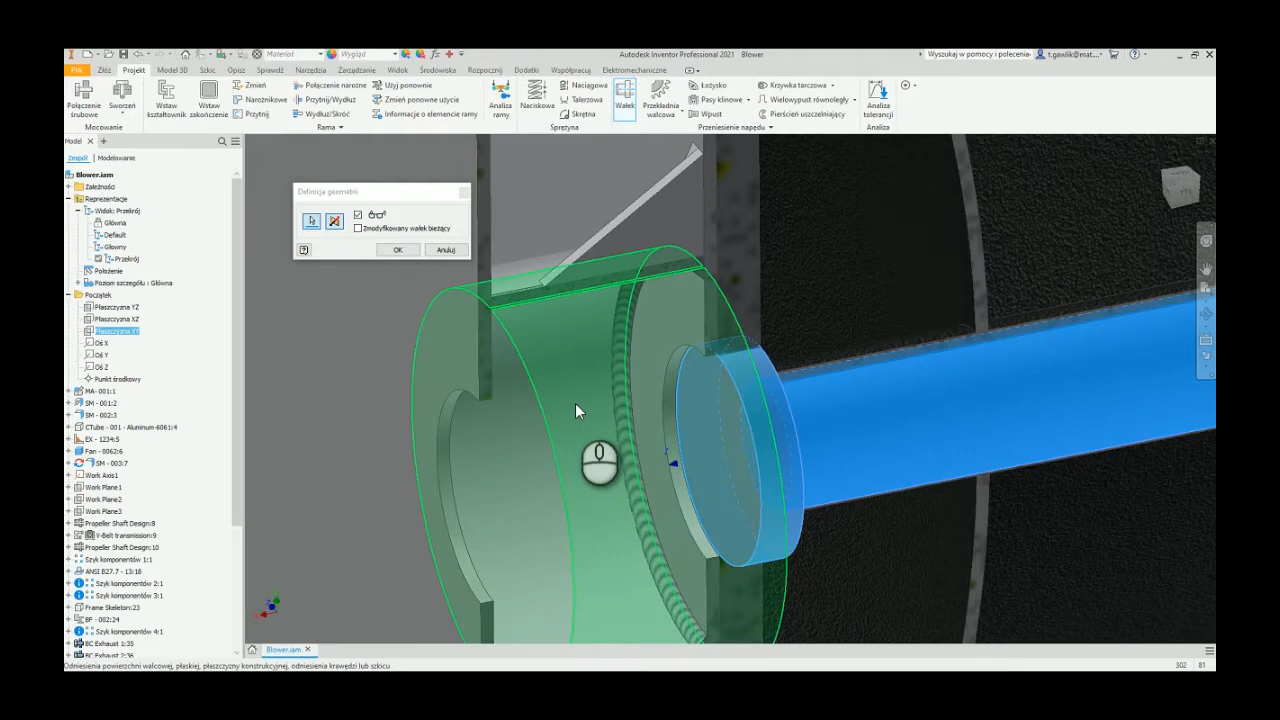 Materiał
Wygląd
Autodesk Inventor Professional 2021 Blower
Wyszukaj w pomocy i polecenia
t.gawlik@mat...
Plik Złóż Projekt Model 3D Szkic Opisz Sprawdź Narzędzia Zarządzanie Widok Środowiska Rozpocznij Dodatki Współpracuj Elektromechaniczne
Połączenie śrubowe
Sworzeń
Mocowanie
Wstaw kształtownik
Wstaw zakończenie
Zmień
Narożnikowe
Przytnij
Połączenie narożne
Przytnij/Wydłuż
Wydłuż/Skróć
Użyj ponownie
Zmień ponowne użycie
Informacje o elemencie ramy
Rama
Analiza ramy
Naciskowa
Naciągowa
Talerzowa
Skrętna
Sprężyna
Wałek
Przekładnia walcowa
Łożysko
Pasy klinowe
Wpust
Krzywka tarczowa
Wielowypust równoległy
Pierścień uszczelniający
Przeniesienie napędu
Analiza tolerancji
Analiza
Model
Zespół Modelowanie
Blower.iam
Zależności
Reprezentacje
Widok: Przekrój
Główna
Default
Głowny
Przekrój
Położenie
Poziom szczegółu : Główna
Początek
Płaszczyzna YZ
Płaszczyzna XZ
Płaszczyzna XY
Oś X
Oś Y
Oś Z
Punkt środkowy
MA- 001:1
SM - 001:2
SM - 002:3
CTube - 001 - Aluminum-6061:4
EX - 1234:5
Fan - 0062:6
SM - 003:7
Work Axis1
Work Plane1
Work Plane2
Work Plane3
Propeller Shaft Design:8
V-Belt transmission:9
Propeller Shaft Design:10
Szyk komponentów 1:1
ANSI B27.7 - 13:18
Szyk komponentów 2:1
Szyk komponentów 3:1
Frame Skeleton:23
BF - 002:24
Szyk komponentów 4:1
BC Exhaust 1:35
BC Exhaust 2:36
Definicja geometrii
Zmodyfikowany wałek bieżący
OK Anuluj
Z
Blower.iam
Odniesienia powierzchni walcowej, płaskiej, płaszczyzny konstrukcyjnej, odniesienia krawędzi lub szkicu
302 81